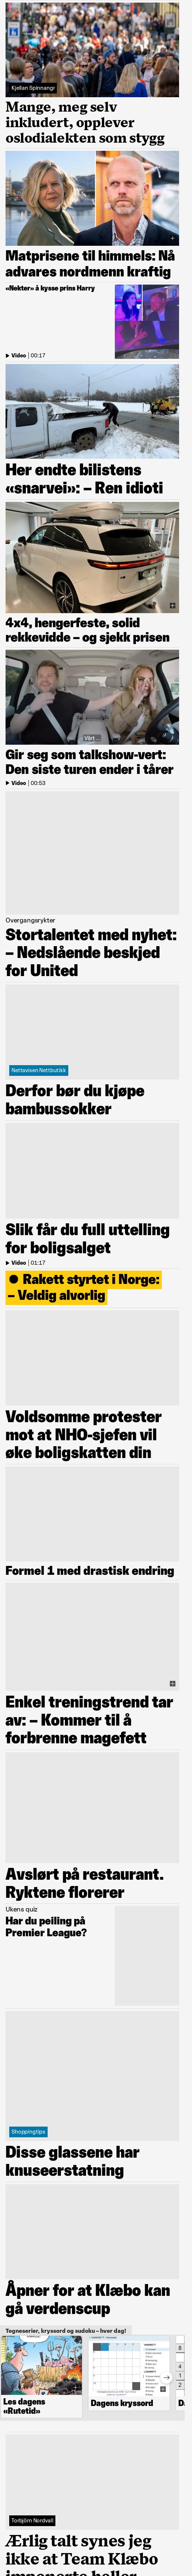 Kjellan Spinnangr
Mange, meg selv
inkludert, opplever
oslodialekten som stygg
Matprisene til himmels: Nå
advares nordmenn kraftig
«Nekter» å kysse prins Harry
Video | 00:17
Her endte bilistens
«snarvei»: – Ren idioti
4x4, hengerfeste, solid
rekkevidde – og sjekk prisen
Vårt ...
Gir seg som talkshow-vert:
Den siste turen ender i tårer
Video | 00:53
Overgangsrykter
Stortalentet med nyhet:
– Nedslående beskjed
for United
Nettavisen Nettbutikk
Derfor bør du kjøpe
bambussokker
Slik får du full uttelling
for boligsalget
Video | 01:17
Rakett styrtet i Norge:
– Veldig alvorlig
Voldsomme protester
mot at NHO-sjefen vil
øke boligskatten din
Formel 1 med drastisk endring
Enkel treningstrend tar
av: – Kommer til å
forbrenne magefett
Avslørt på restaurant.
Ryktene florerer
Ukens quiz
Har du peiling på
Premier League?
Shoppingtips
Disse glassene har
knuseerstatning
Åpner for at Klæbo kan
gå verdenscup
Tegneserier, kryssord og sudoku – hver dag!
Les dagens
«Rutetid»
Dagens kryssord
Torbjörn Nordvall
Ærlig talt synes jeg
ikke at Team Klæbo